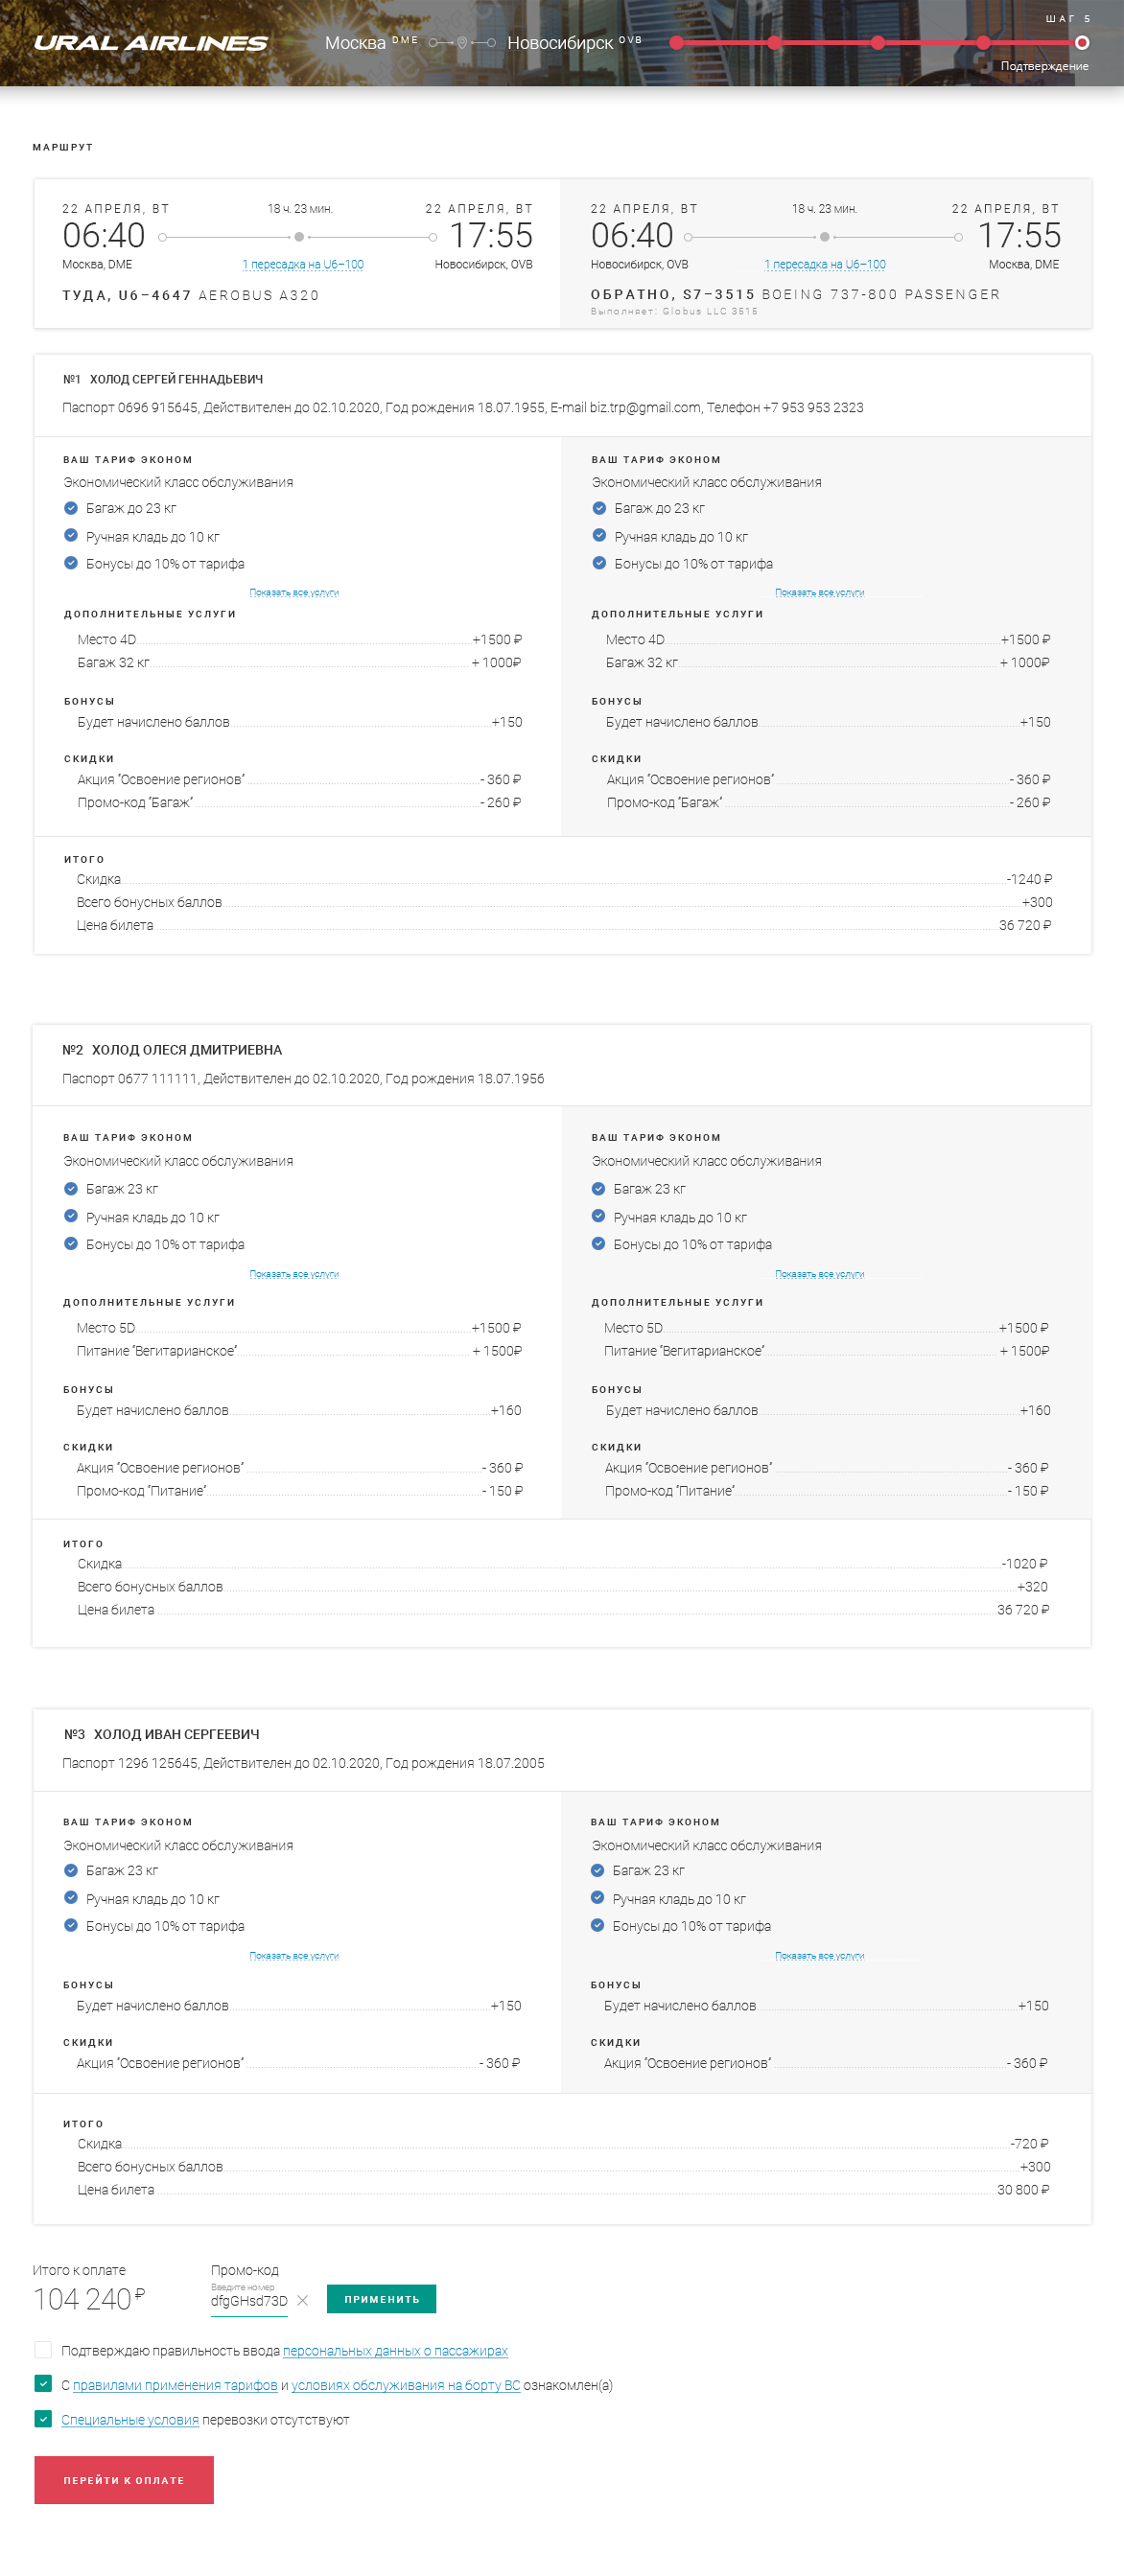 ШАГ 5
URAL AIRLINES
Москва DME Новосибирск OVB
Подтверждение
МАРШРУТ
22 АПРЕЛЯ, ВТ 18 ч. 23 мин. 22 АПРЕЛЯ, ВТ
06:40 17:55
Москва, DME 1 пересадка на U6–100 Новосибирск, OVB
ТУДА, U6–4647 AEROBUS A320
22 АПРЕЛЯ, ВТ 18 ч. 23 мин. 22 АПРЕЛЯ, ВТ
06:40 17:55
Новосибирск, OVB 1 пересадка на U6–100 Москва, DME
ОБРАТНО, S7–3515 BOEING 737-800 PASSENGER
Выполняет: Globus LLC 3515
№1 ХОЛОД СЕРГЕЙ ГЕННАДЬЕВИЧ
Паспорт 0696 915645, Действителен до 02.10.2020, Год рождения 18.07.1955, E-mail biz.trp@gmail.com, Телефон +7 953 953 2323
ВАШ ТАРИФ ЭКОНОМ
Экономический класс обслуживания
Багаж до 23 кг
Ручная кладь до 10 кг
Бонусы до 10% от тарифа
Показать все услуги
ДОПОЛНИТЕЛЬНЫЕ УСЛУГИ
Место 4D +1500 ₽
Багаж 32 кг + 1000₽
БОНУСЫ
Будет начислено баллов +150
СКИДКИ
Акция "Освоение регионов" - 360 ₽
Промо-код "Багаж" - 260 ₽
ВАШ ТАРИФ ЭКОНОМ
Экономический класс обслуживания
Багаж до 23 кг
Ручная кладь до 10 кг
Бонусы до 10% от тарифа
Показать все услуги
ДОПОЛНИТЕЛЬНЫЕ УСЛУГИ
Место 4D +1500 ₽
Багаж 32 кг + 1000₽
БОНУСЫ
Будет начислено баллов +150
СКИДКИ
Акция "Освоение регионов" - 360 ₽
Промо-код "Багаж" - 260 ₽
ИТОГО
Скидка -1240 ₽
Всего бонусных баллов +300
Цена билета 36 720 ₽
№2 ХОЛОД ОЛЕСЯ ДМИТРИЕВНА
Паспорт 0677 111111, Действителен до 02.10.2020, Год рождения 18.07.1956
ВАШ ТАРИФ ЭКОНОМ
Экономический класс обслуживания
Багаж 23 кг
Ручная кладь до 10 кг
Бонусы до 10% от тарифа
Показать все услуги
ДОПОЛНИТЕЛЬНЫЕ УСЛУГИ
Место 5D +1500 ₽
Питание "Вегитарианское" + 1500₽
БОНУСЫ
Будет начислено баллов +160
СКИДКИ
Акция "Освоение регионов" - 360 ₽
Промо-код "Питание" - 150 ₽
ВАШ ТАРИФ ЭКОНОМ
Экономический класс обслуживания
Багаж 23 кг
Ручная кладь до 10 кг
Бонусы до 10% от тарифа
Показать все услуги
ДОПОЛНИТЕЛЬНЫЕ УСЛУГИ
Место 5D +1500 ₽
Питание "Вегитарианское" + 1500₽
БОНУСЫ
Будет начислено баллов +160
СКИДКИ
Акция "Освоение регионов" - 360 ₽
Промо-код "Питание" - 150 ₽
ИТОГО
Скидка -1020 ₽
Всего бонусных баллов +320
Цена билета 36 720 ₽
№3 ХОЛОД ИВАН СЕРГЕЕВИЧ
Паспорт 1296 125645, Действителен до 02.10.2020, Год рождения 18.07.2005
ВАШ ТАРИФ ЭКОНОМ
Экономический класс обслуживания
Багаж 23 кг
Ручная кладь до 10 кг
Бонусы до 10% от тарифа
Показать все услуги
БОНУСЫ
Будет начислено баллов +150
СКИДКИ
Акция "Освоение регионов" - 360 ₽
ВАШ ТАРИФ ЭКОНОМ
Экономический класс обслуживания
Багаж 23 кг
Ручная кладь до 10 кг
Бонусы до 10% от тарифа
Показать все услуги
БОНУСЫ
Будет начислено баллов +150
СКИДКИ
Акция "Освоение регионов" - 360 ₽
ИТОГО
Скидка -720 ₽
Всего бонусных баллов +300
Цена билета 30 800 ₽
Итого к оплате
104 240 ₽
Промо-код
Введите номер
dfgGHsd73D
ПРИМЕНИТЬ
Подтверждаю правильность ввода персональных данных о пассажирах
С правилами применения тарифов и условиях обслуживания на борту ВС ознакомлен(а)
Специальные условия перевозки отсутствуют
ПЕРЕЙТИ К ОПЛАТЕ